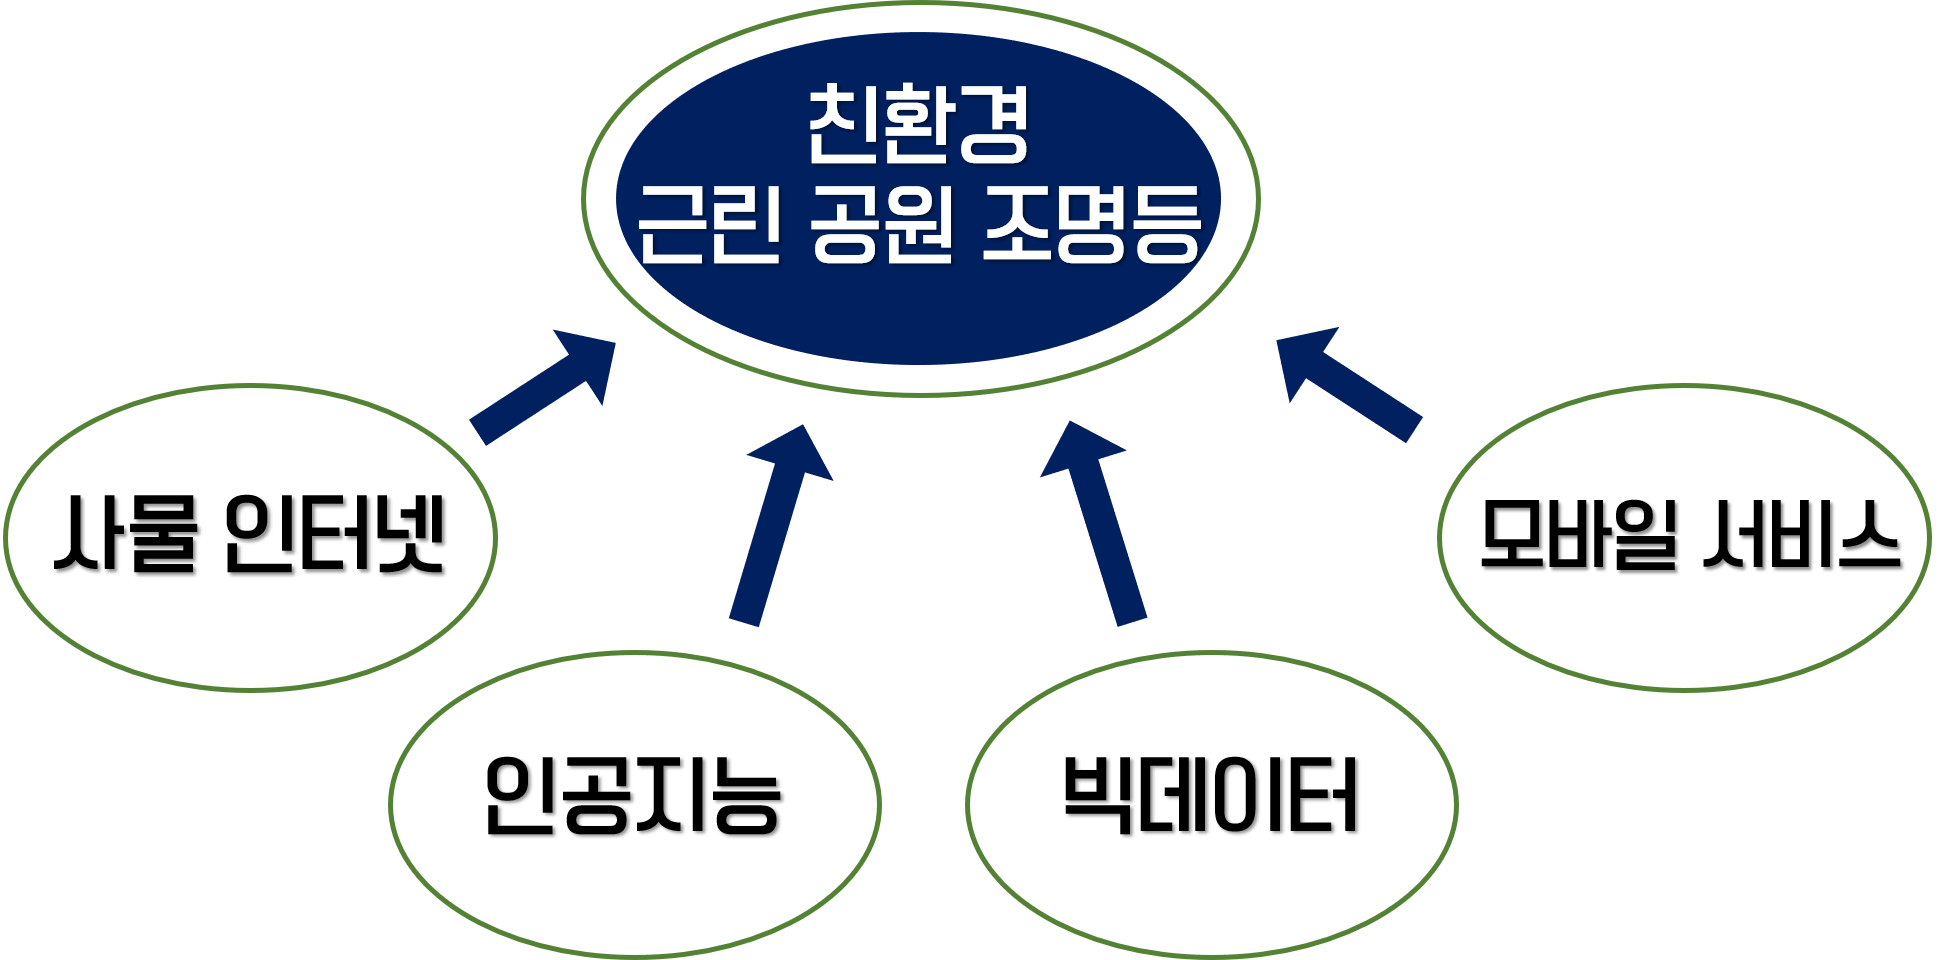 친환경
근린 공원 조명등
사물 인터넷
모바일 서비스
인공지능
빅데이터